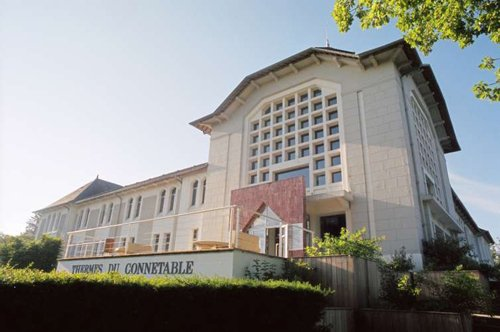 THERMES DU CONNETABLE